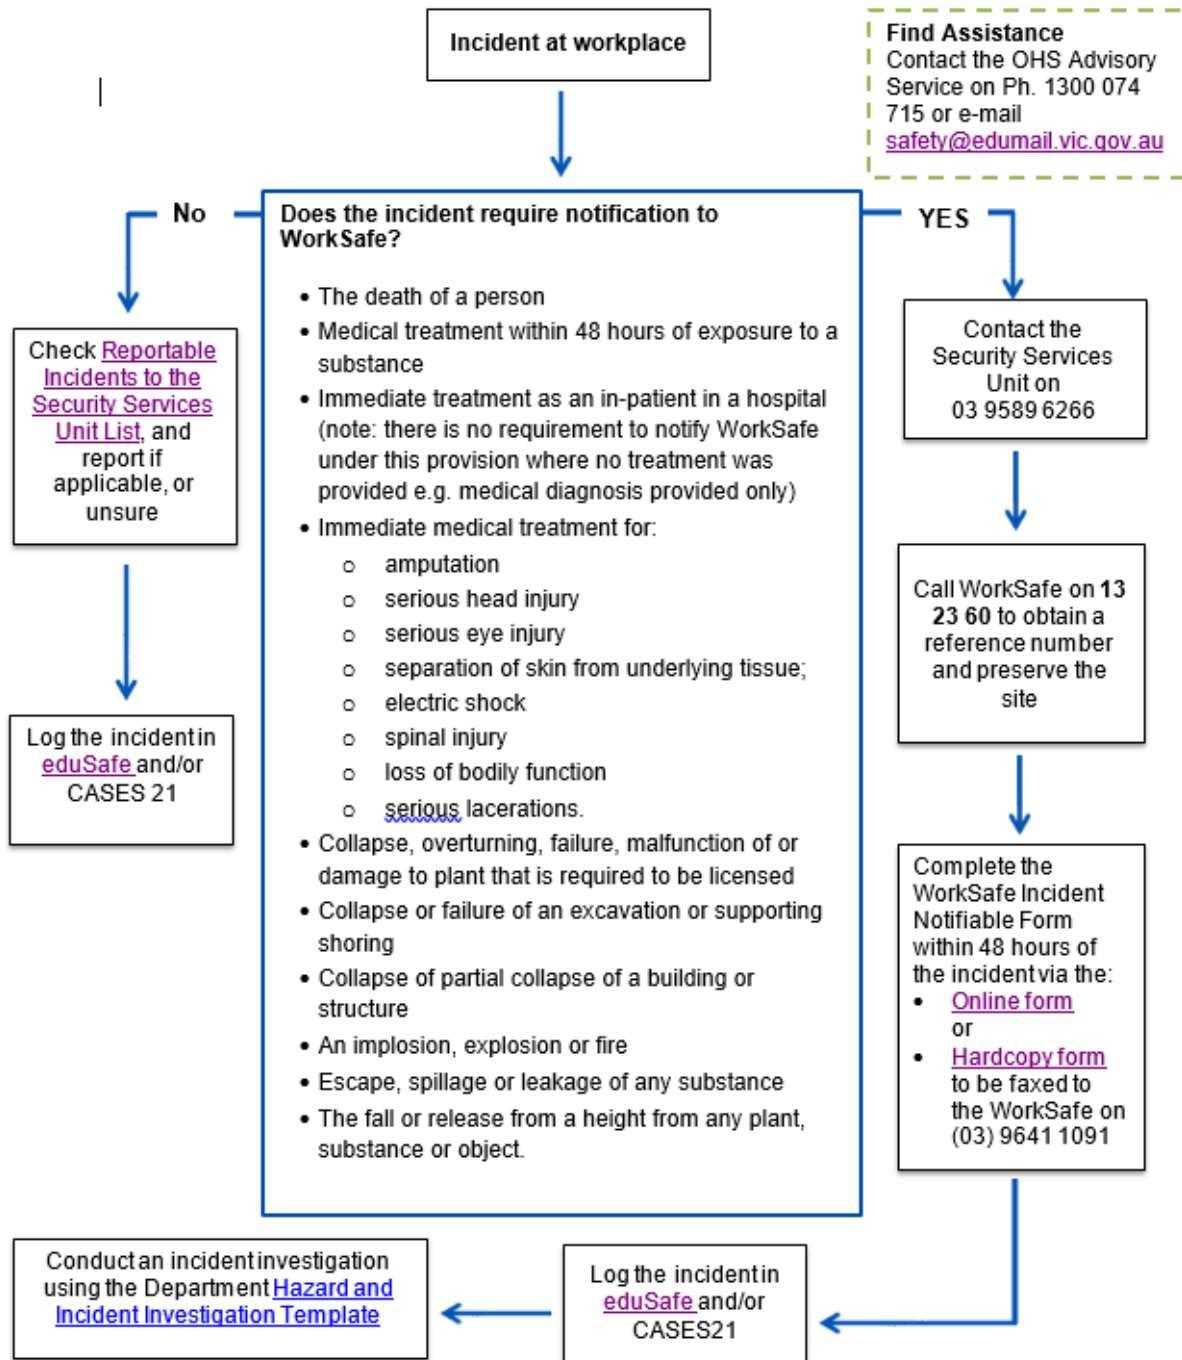 Incident at workplace
Find Assistance
Contact the OHS Advisory
Service on Ph. 1300 074
715 or e-mail
safety@edumail.vic.gov.au
No
YES
Does the incident require notification to
WorkSafe?
• The death of a person
• Medical treatment within 48 hours of exposure to a
substance
• Immediate treatment as an in-patient in a hospital
(note: there is no requirement to notify WorkSafe
under this provision where no treatment was
provided e.g. medical diagnosis provided only)
• Immediate medical treatment for:
o amputation
o serious head injury
o serious eye injury
o separation of skin from underlying tissue;
o electric shock
o spinal injury
o loss of bodily function
o serious lacerations.
• Collapse, overturning, failure, malfunction of or
damage to plant that is required to be licensed
• Collapse or failure of an excavation or supporting
shoring
• Collapse of partial collapse of a building or
structure
• An implosion, explosion or fire
• Escape, spillage or leakage of any substance
• The fall or release from a height from any plant,
substance or object.
Check Reportable
Incidents to the
Security Services
Unit List, and
report if
applicable, or
unsure
Log the incident in
eduSafe and/or
CASES 21
Contact the
Security Services
Unit on
03 9589 6266
Call WorkSafe on 13
23 60 to obtain a
reference number
and preserve the
site
Complete the
WorkSafe Incident
Notifiable Form
within 48 hours of
the incident via the:
• Online form
or
• Hardcopy form
to be faxed to
the WorkSafe on
(03) 9641 1091
Log the incident in
eduSafe and/or
CASES21
Conduct an incident investigation
using the Department Hazard and
Incident Investigation Template